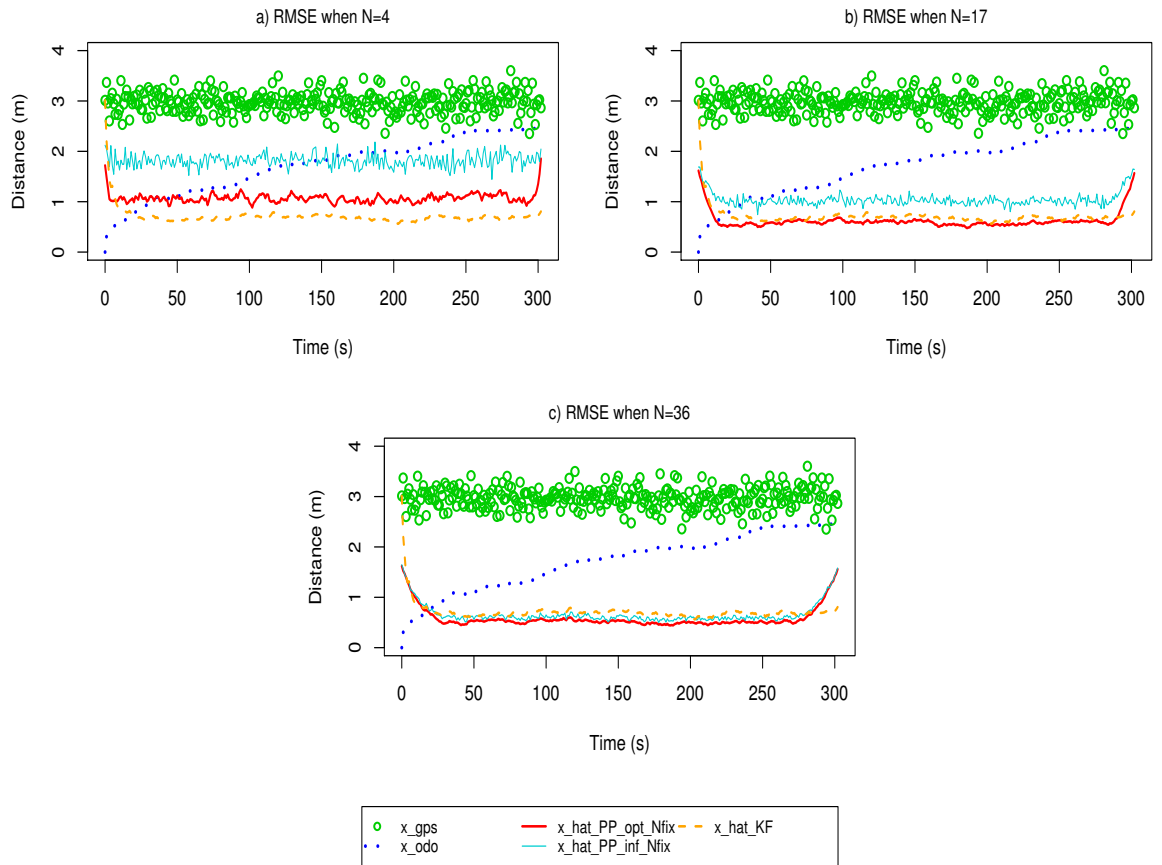 a) RMSE when N=4
Distance (m)
4
3
2
1
0
0 50 100 150 200 250 300
Time (s)
b) RMSE when N=17
Distance (m)
4
3
2
1
0
0 50 100 150 200 250 300
Time (s)
c) RMSE when N=36
Distance (m)
4
3
2
1
0
0 50 100 150 200 250 300
Time (s)
x_gps x_hat_PP_opt_Nfix x_hat_KF
x_odo x_hat_PP_inf_Nfix